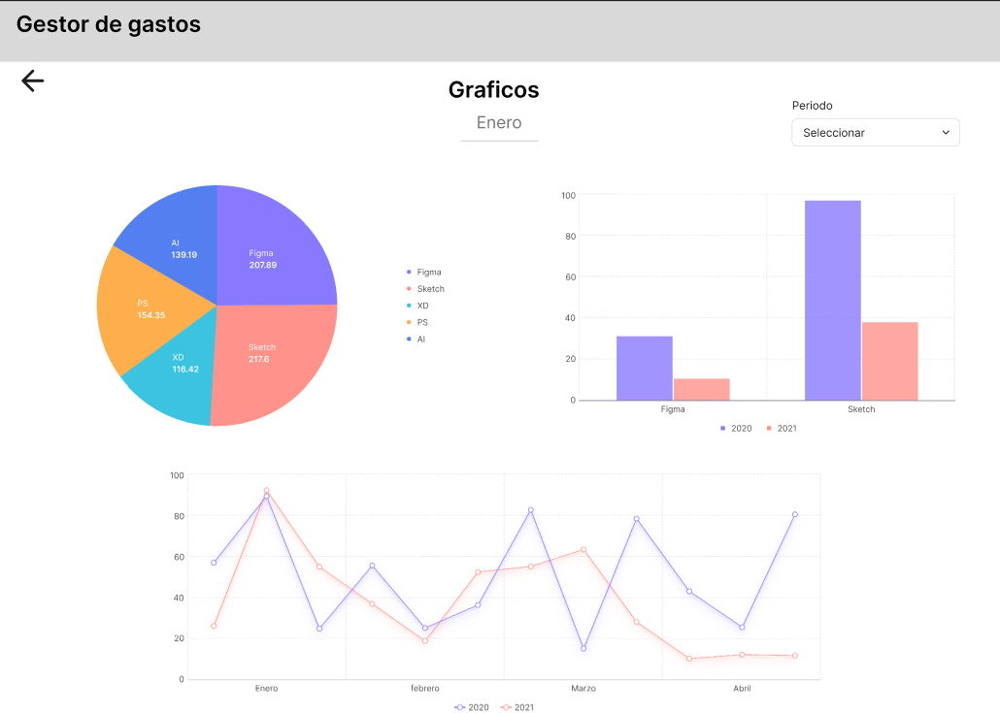 Gestor de gastos
Graficos
Enero
Periodo
Seleccionar
AI
139.19
Figma
207.89
PS
154.35
XD
116.42
Sketch
217.6
Figma
Sketch
XD
PS
AI
100
80
60
40
20
0
Figma Sketch
2020 2021
100
80
60
40
20
0
Enero febrero Marzo Abril
2020 2021